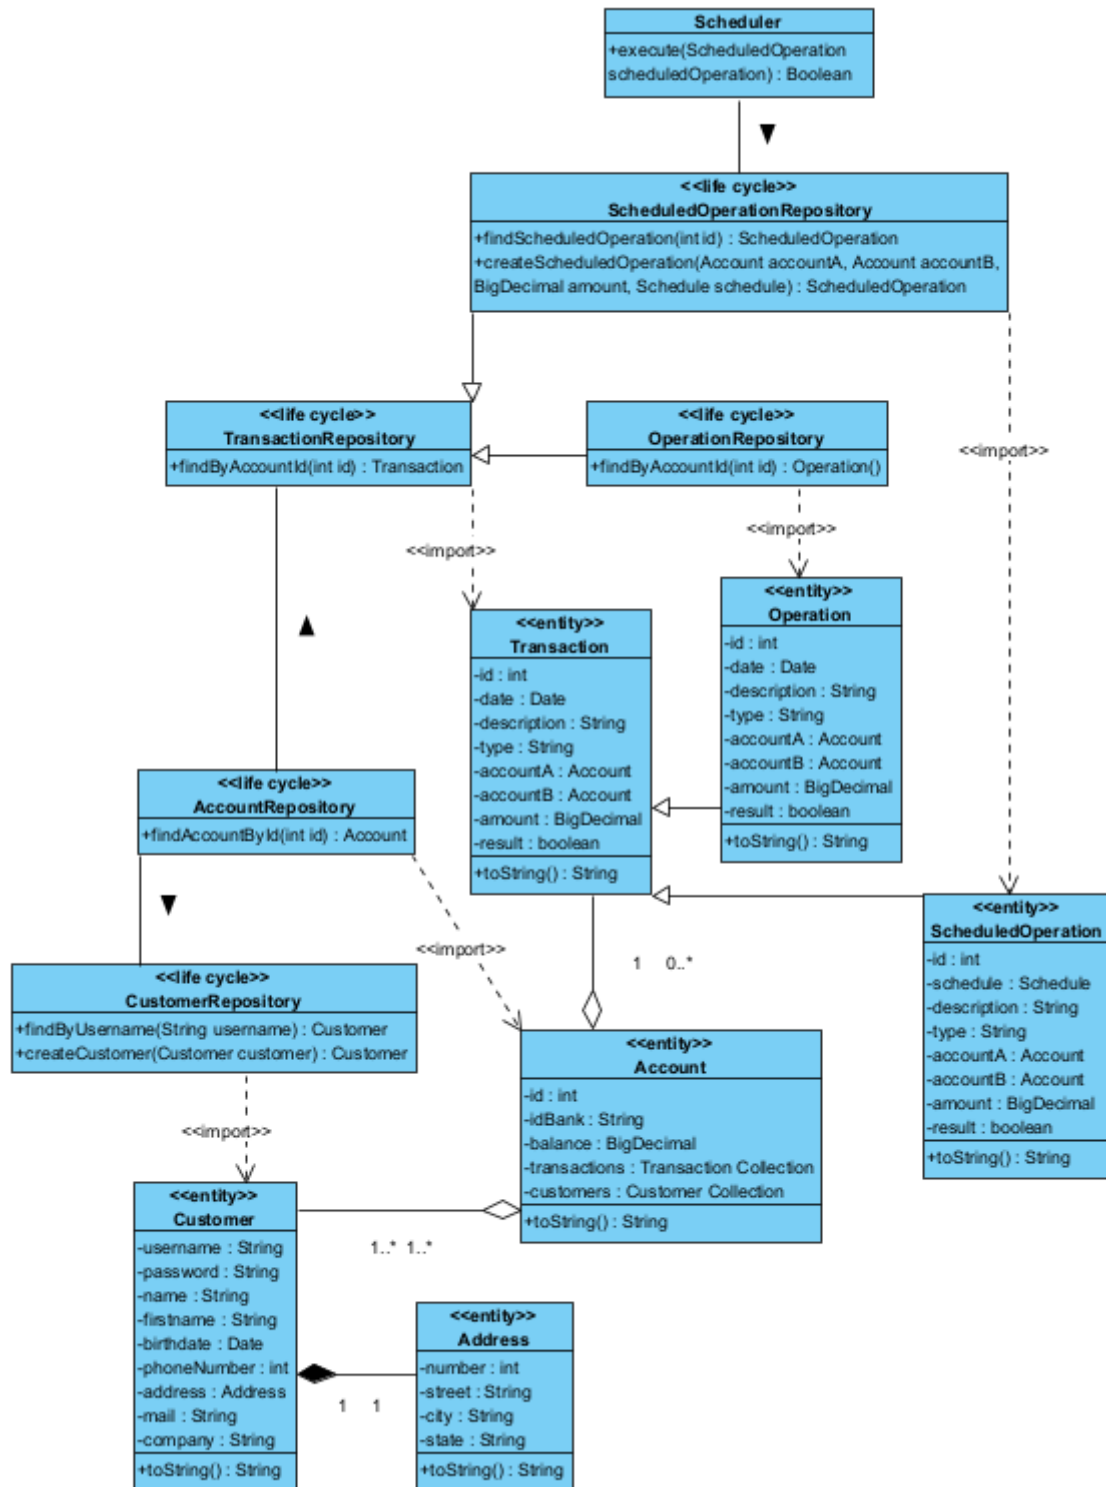 Scheduler
+execute(ScheduledOperation
scheduledOperation) : Boolean
<<life cycle>>
ScheduledOperationRepository
+findScheduledOperation(int id) : ScheduledOperation
+createScheduledOperation(Account accountA, Account accountB,
BigDecimal amount, Schedule schedule) : ScheduledOperation
<<life cycle>>
TransactionRepository
+findByAccountId(int id) : Transaction
<<life cycle>>
OperationRepository
+findByAccountId(int id) : Operation()
<<import>>
<<import>>
<<import>>
<<entity>>
Transaction
-id : int
-date : Date
-description : String
-type : String
-accountA : Account
-accountB : Account
-amount : BigDecimal
-result : boolean
+toString() : String
<<entity>>
Operation
-id : int
-date : Date
-description : String
-type : String
-accountA : Account
-accountB : Account
-amount : BigDecimal
-result : boolean
+toString() : String
<<life cycle>>
AccountRepository
+findAccountById(int id) : Account
<<import>>
1 0..*
<<entity>>
ScheduledOperation
-id : int
-schedule : Schedule
-description : String
-type : String
-accountA : Account
-accountB : Account
-amount : BigDecimal
-result : boolean
+toString() : String
<<life cycle>>
CustomerRepository
+findByUsername(String username) : Customer
+createCustomer(Customer customer) : Customer
<<import>>
<<entity>>
Account
-id : int
-idBank : String
-balance : BigDecimal
-transactions : Transaction Collection
-customers : Customer Collection
+toString() : String
1..* 1..*
<<entity>>
Customer
-username : String
-password : String
-name : String
-firstname : String
-birthdate : Date
-phoneNumber : int
-address : Address
-mail : String
-company : String
+toString() : String
1 1
<<entity>>
Address
-number : int
-street : String
-city : String
-state : String
+toString() : String